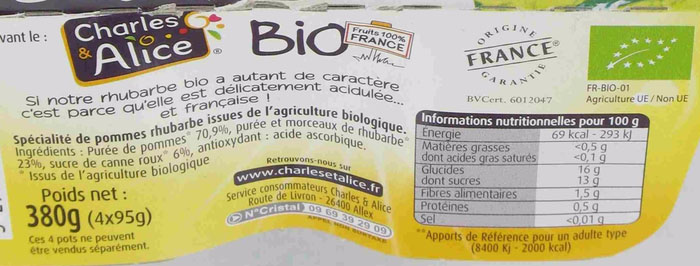 vant le :
Charles
& Alice®
BiO
Fruits 100%
FRANCE
ORIGINE
FRANCE®
GARANTIE
BVCert. 6012047
FR-BIO-01
Agriculture UE / Non UE
Si notre rhubarbe bio a autant de caractère
c'est parce qu'elle est délicatement acidulée...
et française !
Spécialité de pommes rhubarbe issues de l'agriculture biologique.
Ingrédients : Purée de pommes* 70,9%, purée et morceaux de rhubarbe*
23%, sucre de canne roux* 6%, antioxydant : acide ascorbique.
* Issus de l'agriculture biologique
Poids net :
380g (4x95g)
Ces 4 pots ne peuvent
être vendus séparément.
Retrouvons-nous sur
www.charlesetalice.fr
Service consommateurs Charles & Alice
Route de Livron - 26400 Allex
N°Cristal 09 69 39 29 09
APPEL NON SURTAXE
Informations nutritionnelles pour 100 g
Energie 69 kcal - 293 kJ
Matières grasses <0,5 g
dont acides gras saturés <0,1 g
Glucides 16 g
dont sucres 13 g
Fibres alimentaires 1,5 g
Protéines 0,5 g
Sel <0,01 g
**Apports de Référence pour un adulte type
(8400 Kj - 2000 kcal)